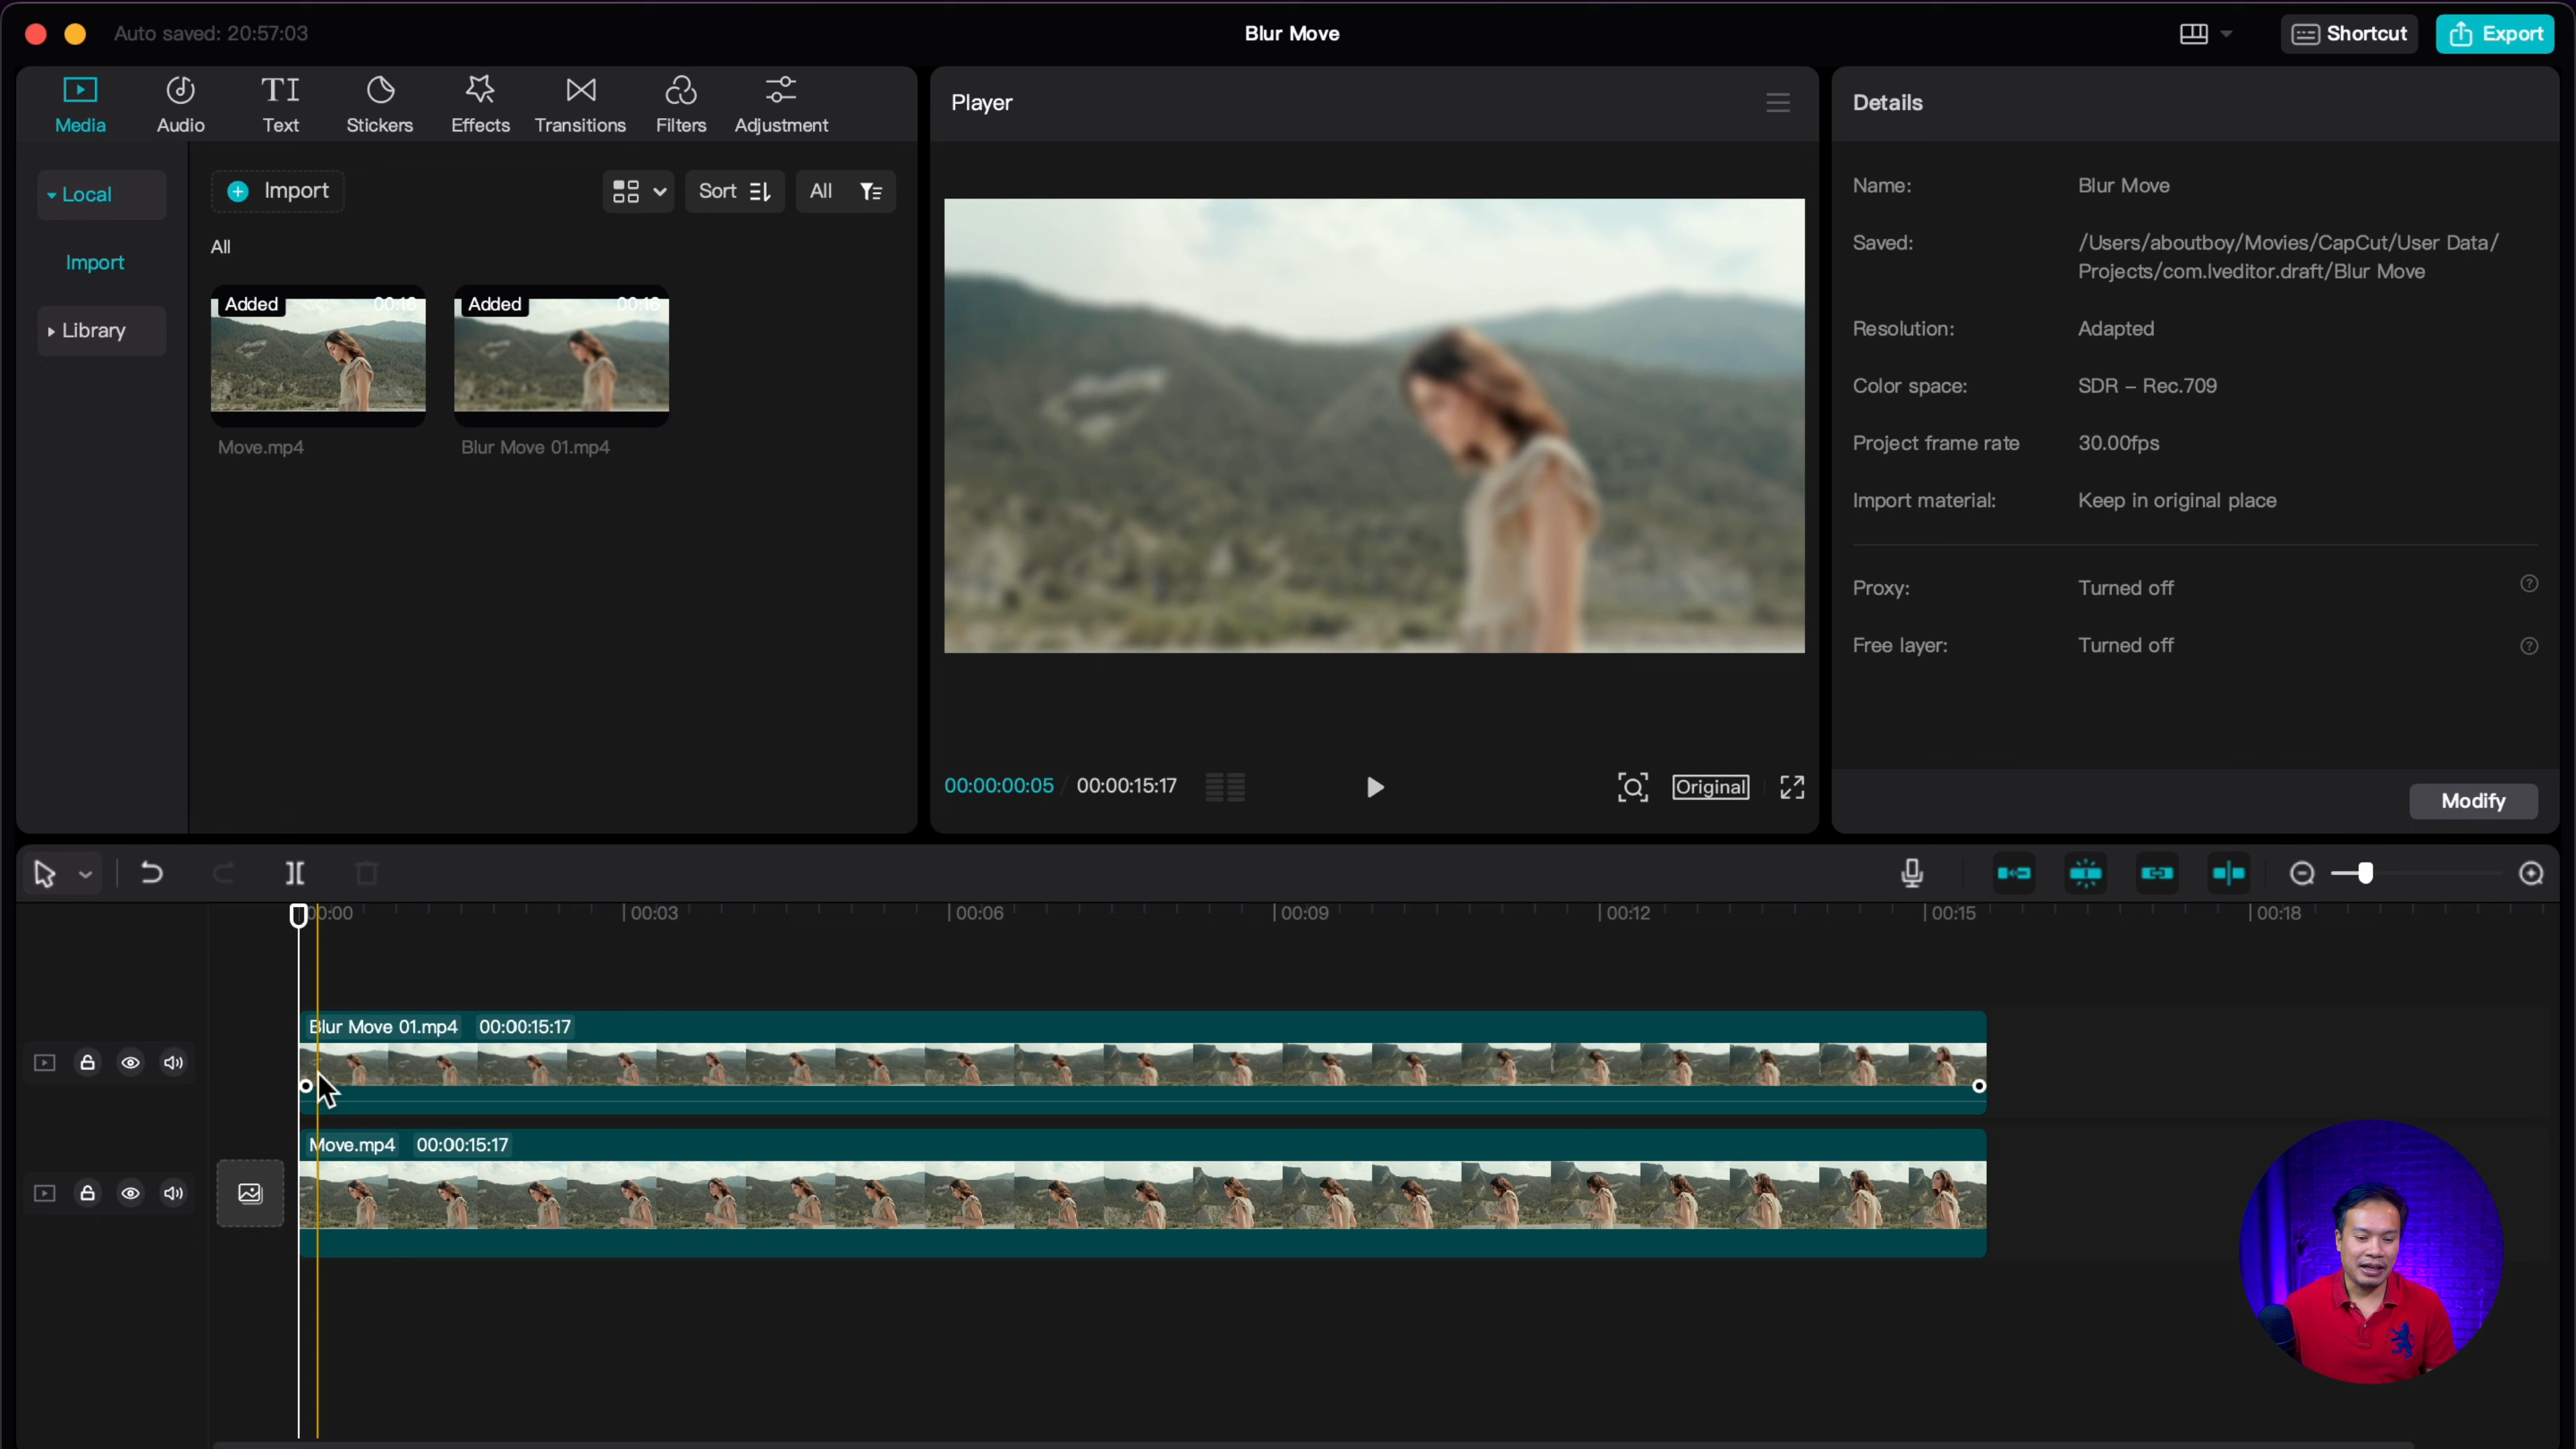 Auto saved: 20:57:03
Blur Move
Shortcut
Export
Media
Audio
TI
Text
Stickers
Effects
Transitions
Filters
Adjustment
Local
Import
Library
Import
Sort
All
All
Added
00:16
Added
00:16
Move.mp4
Blur Move 01.mp4
Player
00:00:00:05 / 00:00:15:17
Original
Details
Name: Blur Move
Saved: /Users/aboutboy/Movies/CapCut/User Data/
Projects/com.lveditor.draft/Blur Move
Resolution: Adapted
Color space: SDR – Rec.709
Project frame rate 30.00fps
Import material: Keep in original place
Proxy: Turned off
Free layer: Turned off
Modify
00:00
00:03
00:06
00:09
00:12
00:15
00:18
Blur Move 01.mp4 00:00:15:17
Move.mp4 00:00:15:17